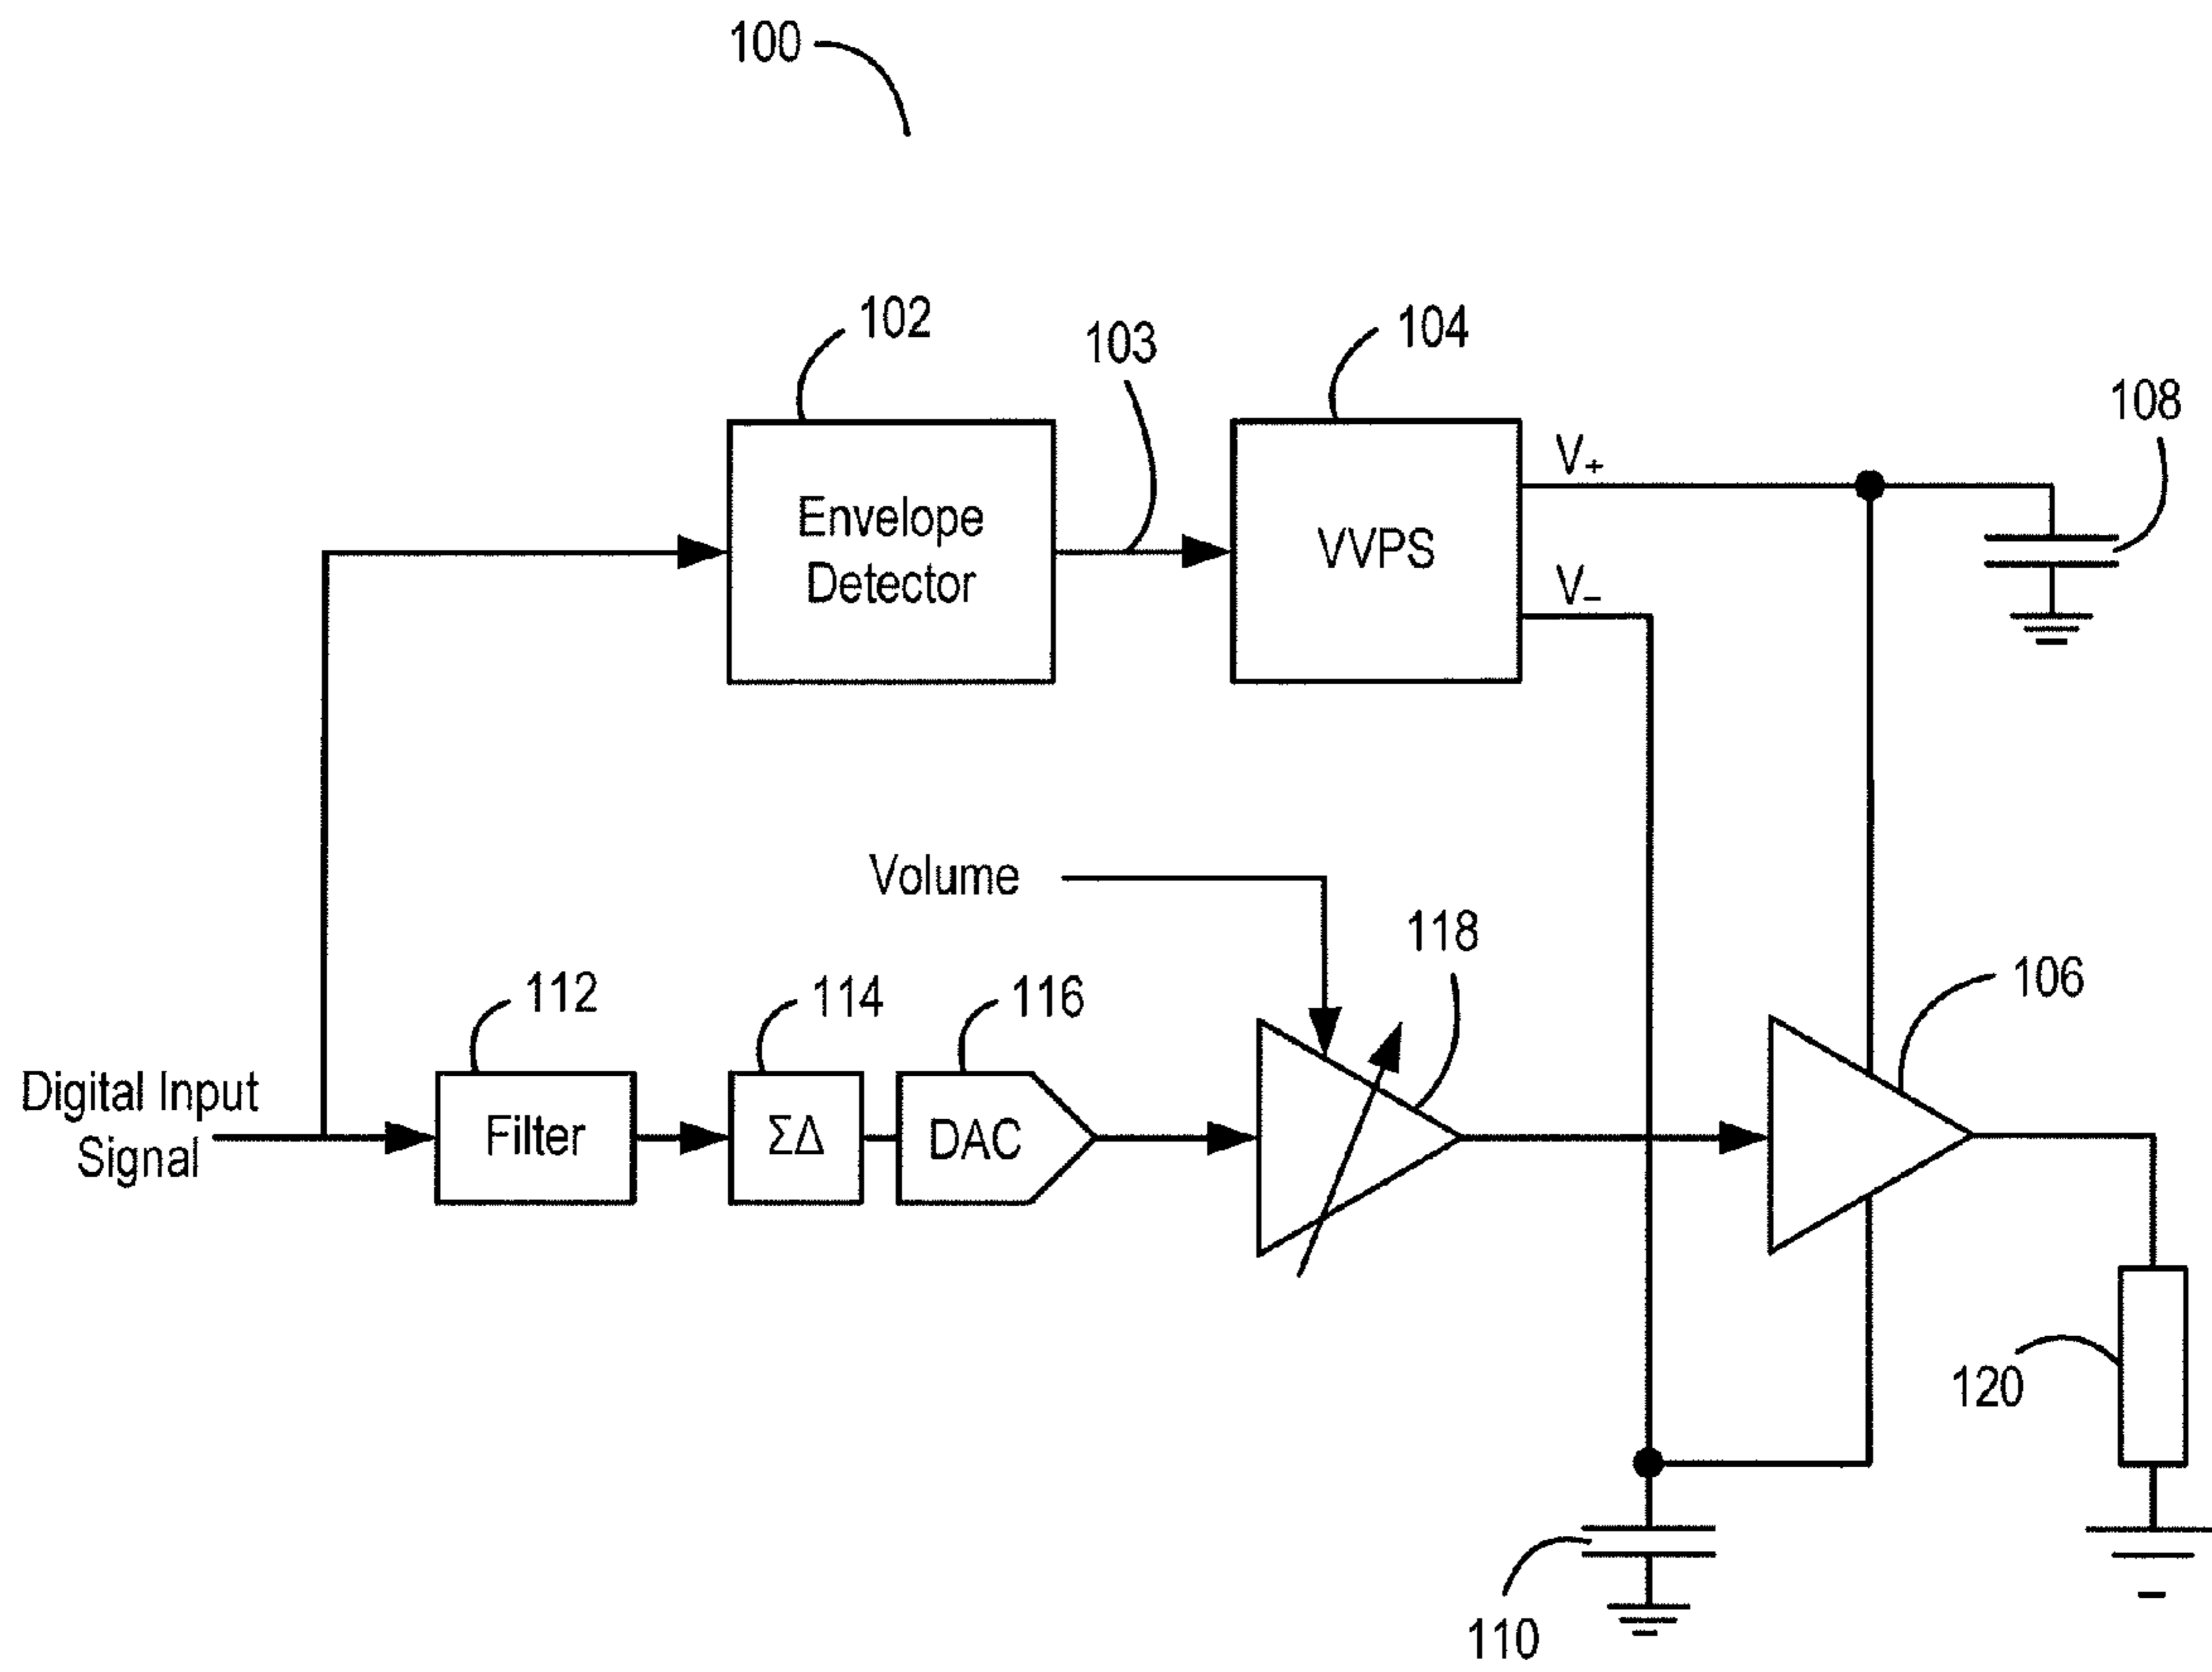 100
102
103
104
108
Envelope
Detector
VVPS
V+
V−
Volume
118
106
112
114
116
Digital Input
Signal
Filter
ΣΔ
DAC
120
110